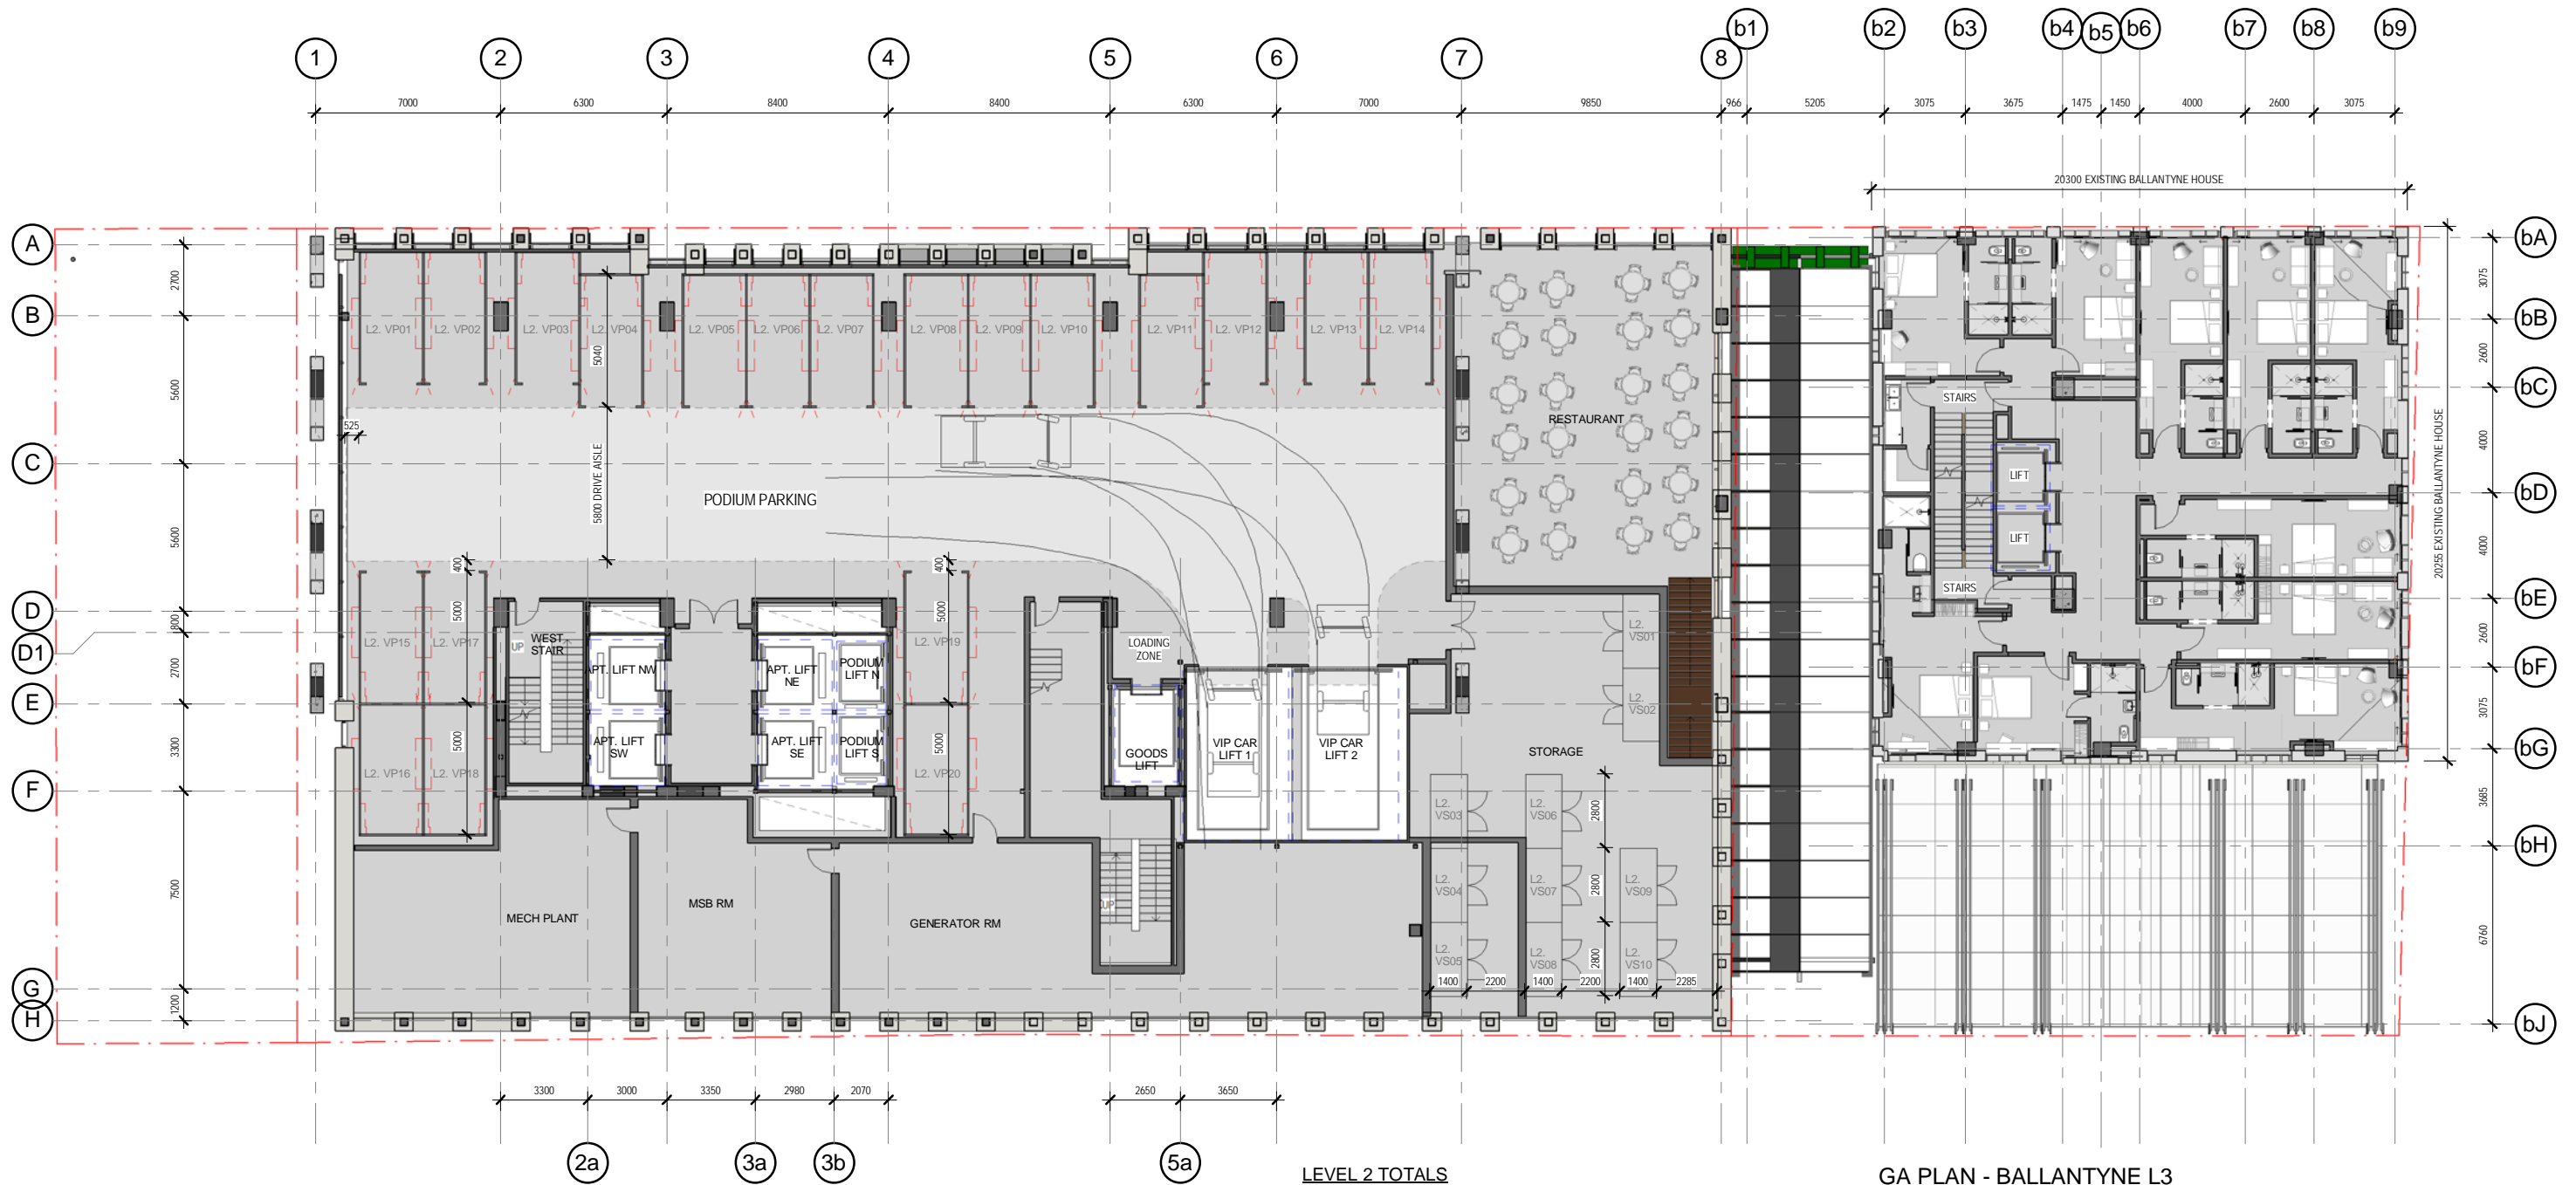 1
2
3
4
5
6
7
8
b1
b2
b3
b4
b5
b6
b7
b8
b9
7000
6300
8400
8400
6300
7000
9850
966
5205
3075
3675
1475
1450
4000
2600
3075
20300 EXISTING BALLANTYNE HOUSE
A
B
C
D
D1
E
F
G
H
2700
5600
5600
800
2700
3300
7500
1200
bA
bB
bC
bD
bE
bF
bG
bH
bJ
3075
2600
4000
4000
2600
3075
3685
6760
20255 EXISTING BALLANTYNE HOUSE
L2. VP01
L2. VP02
L2. VP03
L2. VP04
L2. VP05
L2. VP06
L2. VP07
L2. VP08
L2. VP09
L2. VP10
L2. VP11
L2. VP12
L2. VP13
L2. VP14
5040
525
5800 DRIVE AISLE
PODIUM PARKING
RESTAURANT
STAIRS
LIFT
LIFT
STAIRS
400
5000
5000
400
5000
5000
L2. VP15
L2. VP17
L2. VP16
L2. VP18
L2. VP19
L2. VP20
UP
WEST
STAIR
APT. LIFT NW
APT. LIFT
SW
APT. LIFT
NE
APT. LIFT
SE
PODIUM
LIFT N
PODIUM
LIFT S
LOADING
ZONE
GOODS
LIFT
VIP CAR
LIFT 1
VIP CAR
LIFT 2
STORAGE
L2.
VS01
L2.
VS02
L2.
VS03
L2.
VS04
L2.
VS05
L2.
VS06
L2.
VS07
L2.
VS08
L2.
VS09
L2.
VS10
2800
2800
2800
1400
2200
1400
2200
1400
2285
MECH PLANT
MSB RM
GENERATOR RM
UP
3300
3000
3350
2980
2070
2650
3650
2a
3a
3b
5a
LEVEL 2 TOTALS
GA PLAN - BALLANTYNE L3